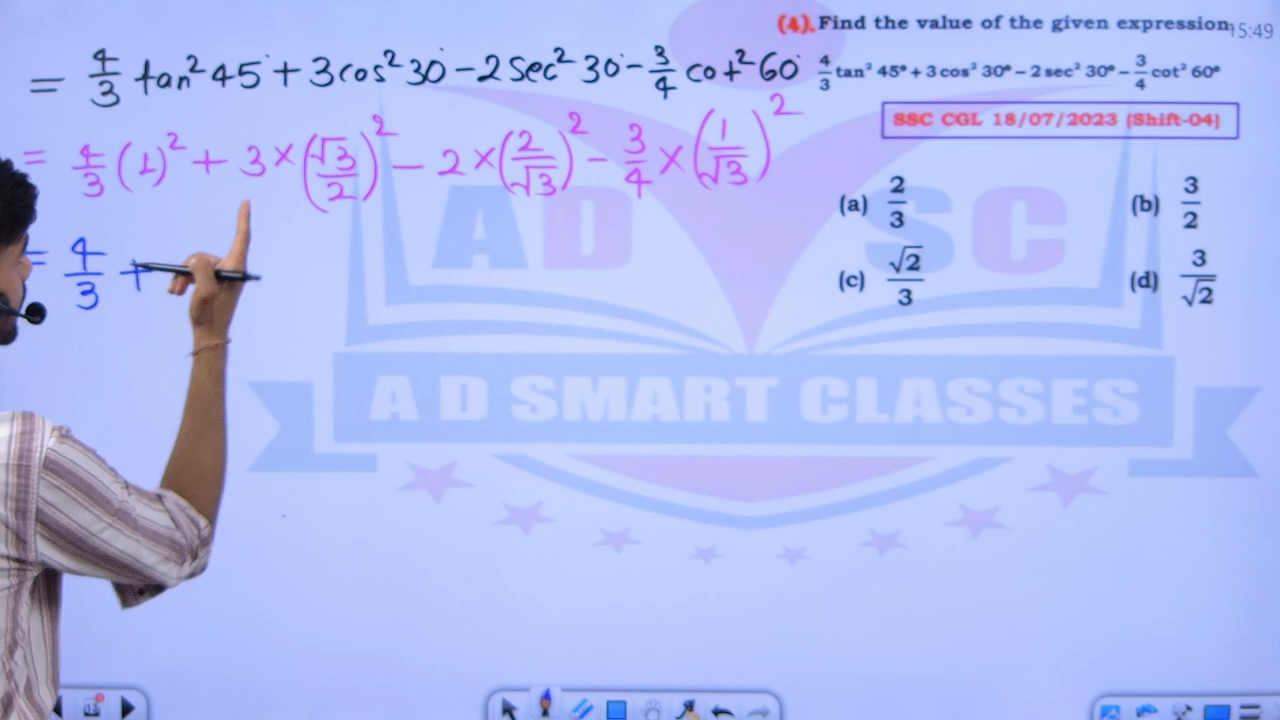 (4). Find the value of the given expression;
15:49
4/3 tan² 45° + 3 cos² 30° − 2 sec² 30° − 3/4 cot² 60°
SSC CGL 18/07/2023 (Shift-04)
(a) 2/3
(b) 3/2
(c) √2/3
(d) 3/√2
= 4/3 tan² 45° + 3 cos² 30° − 2 Sec² 30° − 3/4 cot² 60°
= 4/3 (1)² + 3 × (√3/2)² − 2 × (2/√3)² − 3/4 × (1/√3)²
= 4/3 +
AD SC
A D SMART CLASSES
13